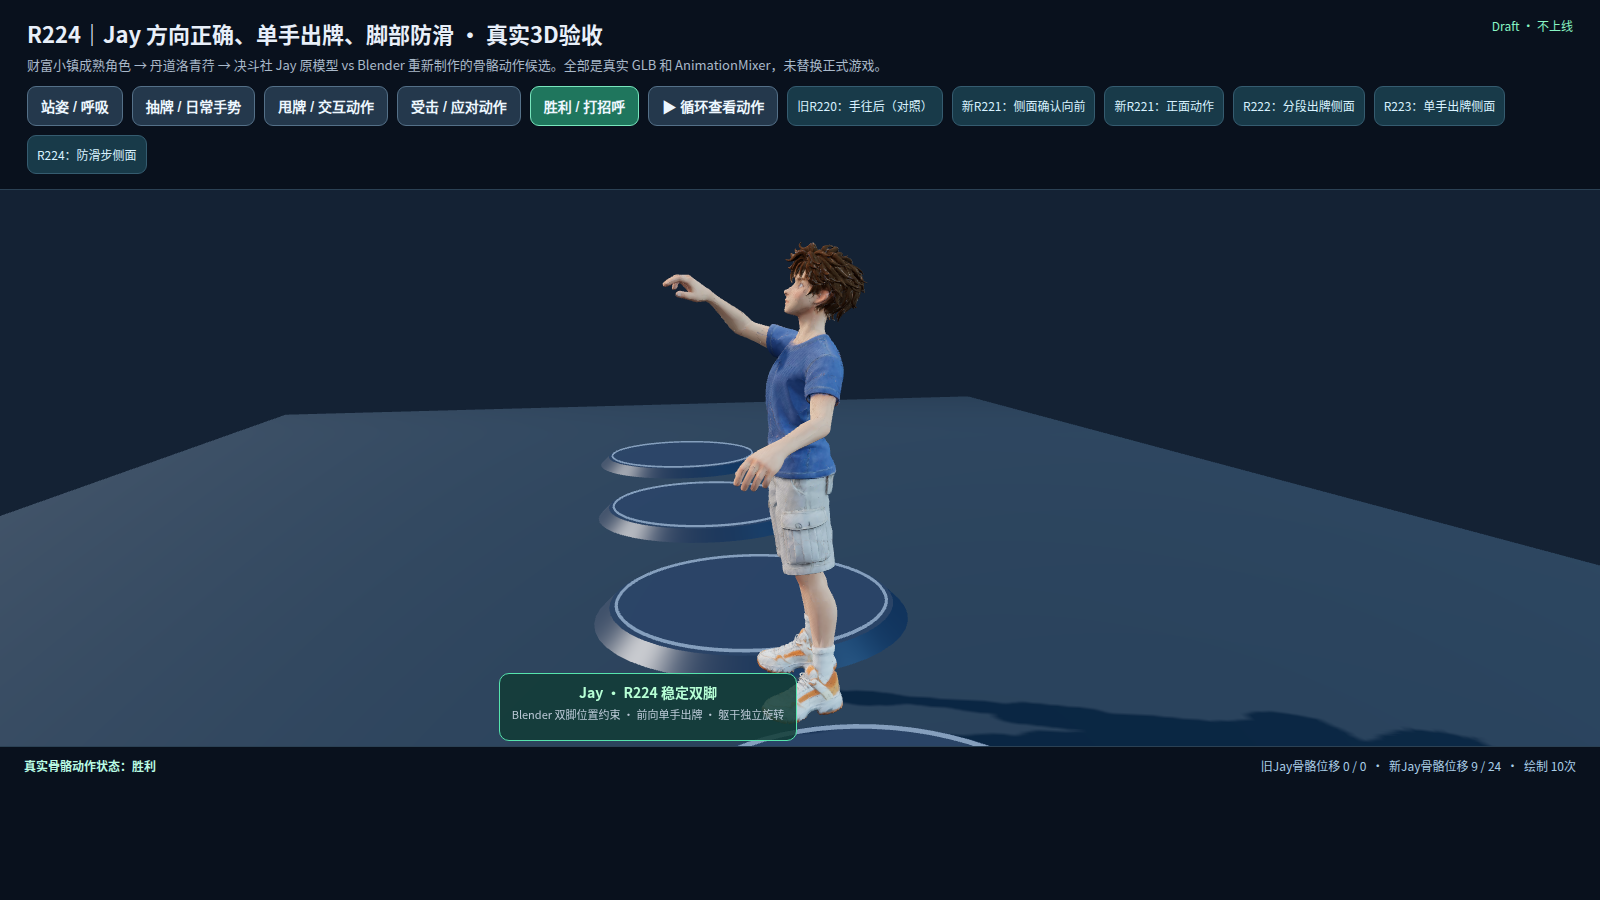 R224｜Jay 方向正确、单手出牌、脚部防滑 · 真实3D验收
Draft · 不上线
财富小镇成熟角色 → 丹道洛青荇 → 决斗社 Jay 原模型 vs Blender 重新制作的骨骼动作候选。全部是真实 GLB 和 AnimationMixer，未替换正式游戏。
站姿 / 呼吸
抽牌 / 日常手势
甩牌 / 交互动作
受击 / 应对动作
胜利 / 打招呼
▶ 循环查看动作
旧R220：手往后（对照）
新R221：侧面确认向前
新R221：正面动作
R222：分段出牌侧面
R223：单手出牌侧面
R224：防滑步侧面
Jay · R224 稳定双脚
Blender 双脚位置约束 · 前向单手出牌 · 躯干独立旋转
真实骨骼动作状态：胜利
旧Jay骨骼位移 0 / 0 · 新Jay骨骼位移 9 / 24 · 绘制 10次